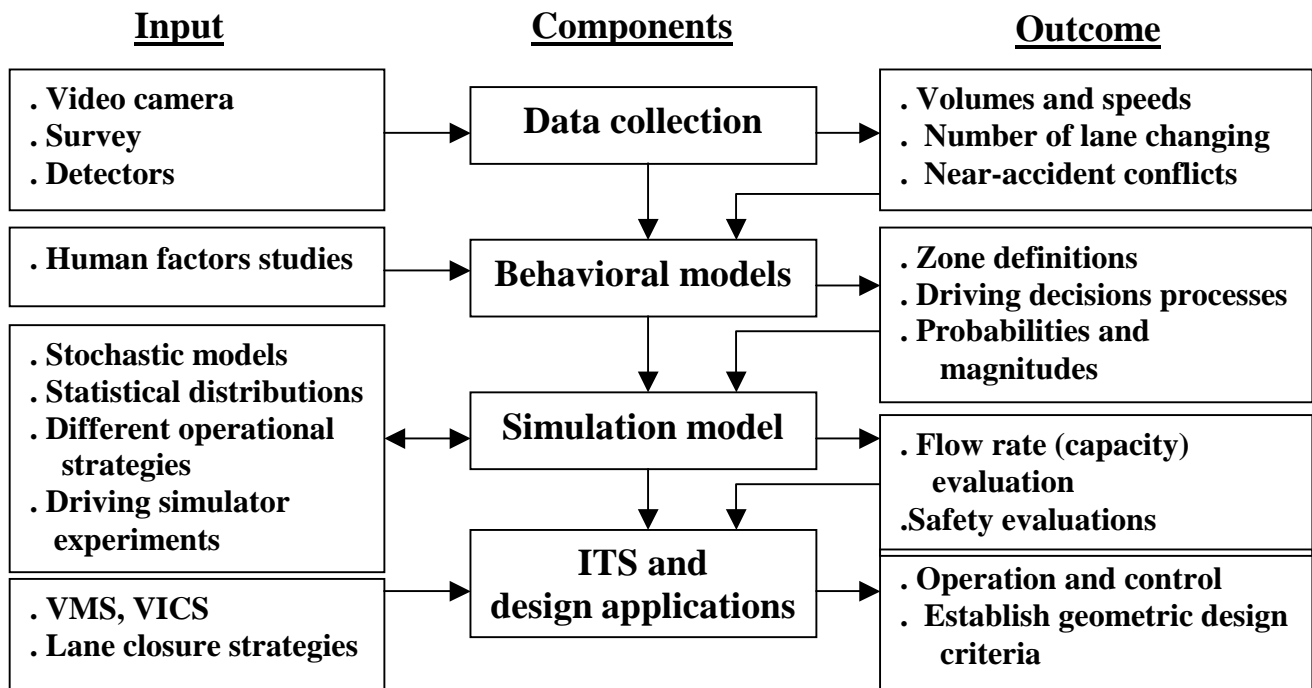 Input
Components
Outcome
. Video camera
. Survey
. Detectors
Data collection
. Volumes and speeds
. Number of lane changing
. Near-accident conflicts
. Human factors studies
Behavioral models
. Zone definitions
. Driving decisions processes
. Probabilities and
magnitudes
. Stochastic models
. Statistical distributions
. Different operational
strategies
. Driving simulator
experiments
Simulation model
. Flow rate (capacity)
evaluation
.Safety evaluations
. VMS, VICS
. Lane closure strategies
ITS and
design applications
. Operation and control
. Establish geometric design
criteria